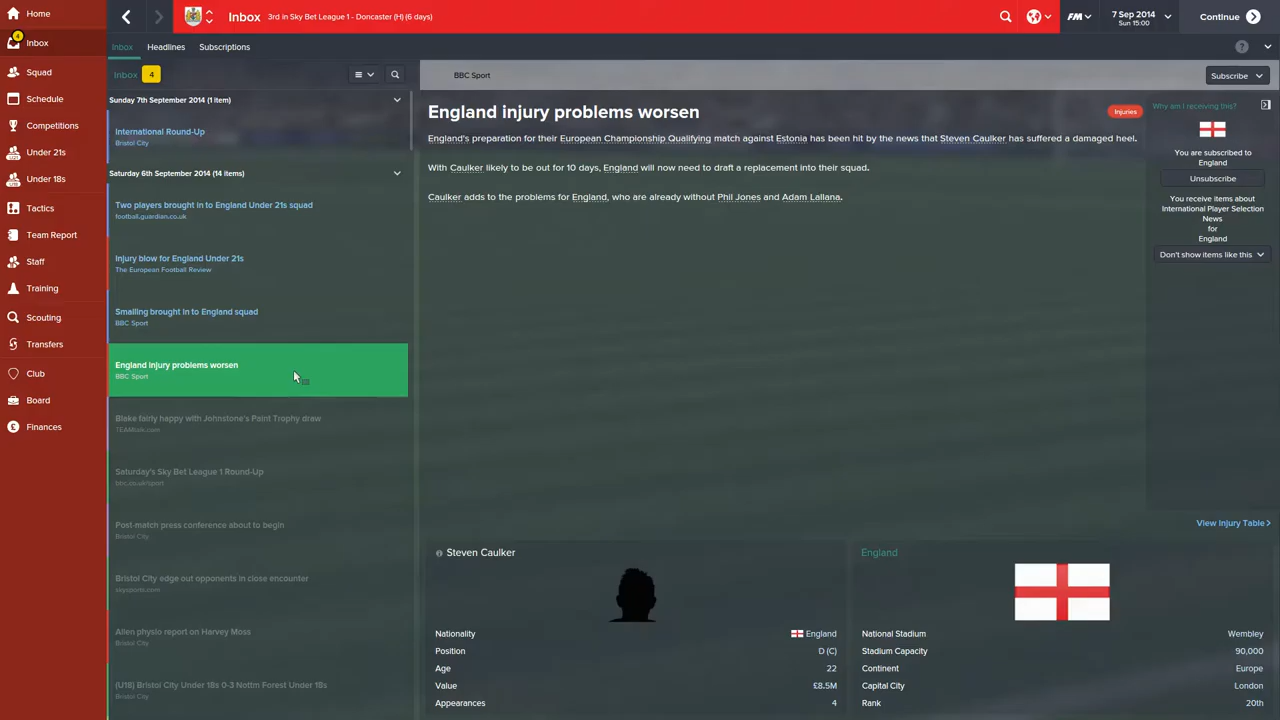 Home
Inbox
3rd in Sky Bet League 1 - Doncaster (H) (6 days)
FM
7 Sep 2014
Sun 15:00
Continue
4
Inbox
Squad
Schedule
Competitions
U21
Under 21s
U18
Under 18s
Tactics
Team Report
Staff
Training
Scouting
Transfers
Club
Board
Finances
Inbox
Headlines
Subscriptions
Inbox
4
Sunday 7th September 2014 (1 item)
International Round-Up
Bristol City
Saturday 6th September 2014 (14 items)
Two players brought in to England Under 21s squad
football.guardian.co.uk
Injury blow for England Under 21s
The European Football Review
Smalling brought in to England squad
BBC Sport
England injury problems worsen
BBC Sport
Blake fairly happy with Johnstone's Paint Trophy draw
TEAMtalk.com
Saturday's Sky Bet League 1 Round-Up
bbc.co.uk/sport
Post-match press conference about to begin
Bristol City
Bristol City edge out opponents in close encounter
skysports.com
Allen physio report on Harvey Moss
Bristol City
(U18) Bristol City Under 18s 0-3 Nottm Forest Under 18s
Bristol City
BBC Sport
Subscribe
England injury problems worsen
Injuries
England's preparation for their European Championship Qualifying match against Estonia has been hit by the news that Steven Caulker has suffered a damaged heel.
With Caulker likely to be out for 10 days, England will now need to draft a replacement into their squad.
Caulker adds to the problems for England, who are already without Phil Jones and Adam Lallana.
Why am I receiving this?
You are subscribed to
England
Unsubscribe
You receive items about
International Player Selection
News
for
England
Don't show items like this
View Injury Table >
Steven Caulker
Nationality
England
Position
D (C)
Age
22
Value
£8.5M
Appearances
4
England
National Stadium
Wembley
Stadium Capacity
90,000
Continent
Europe
Capital City
London
Rank
20th